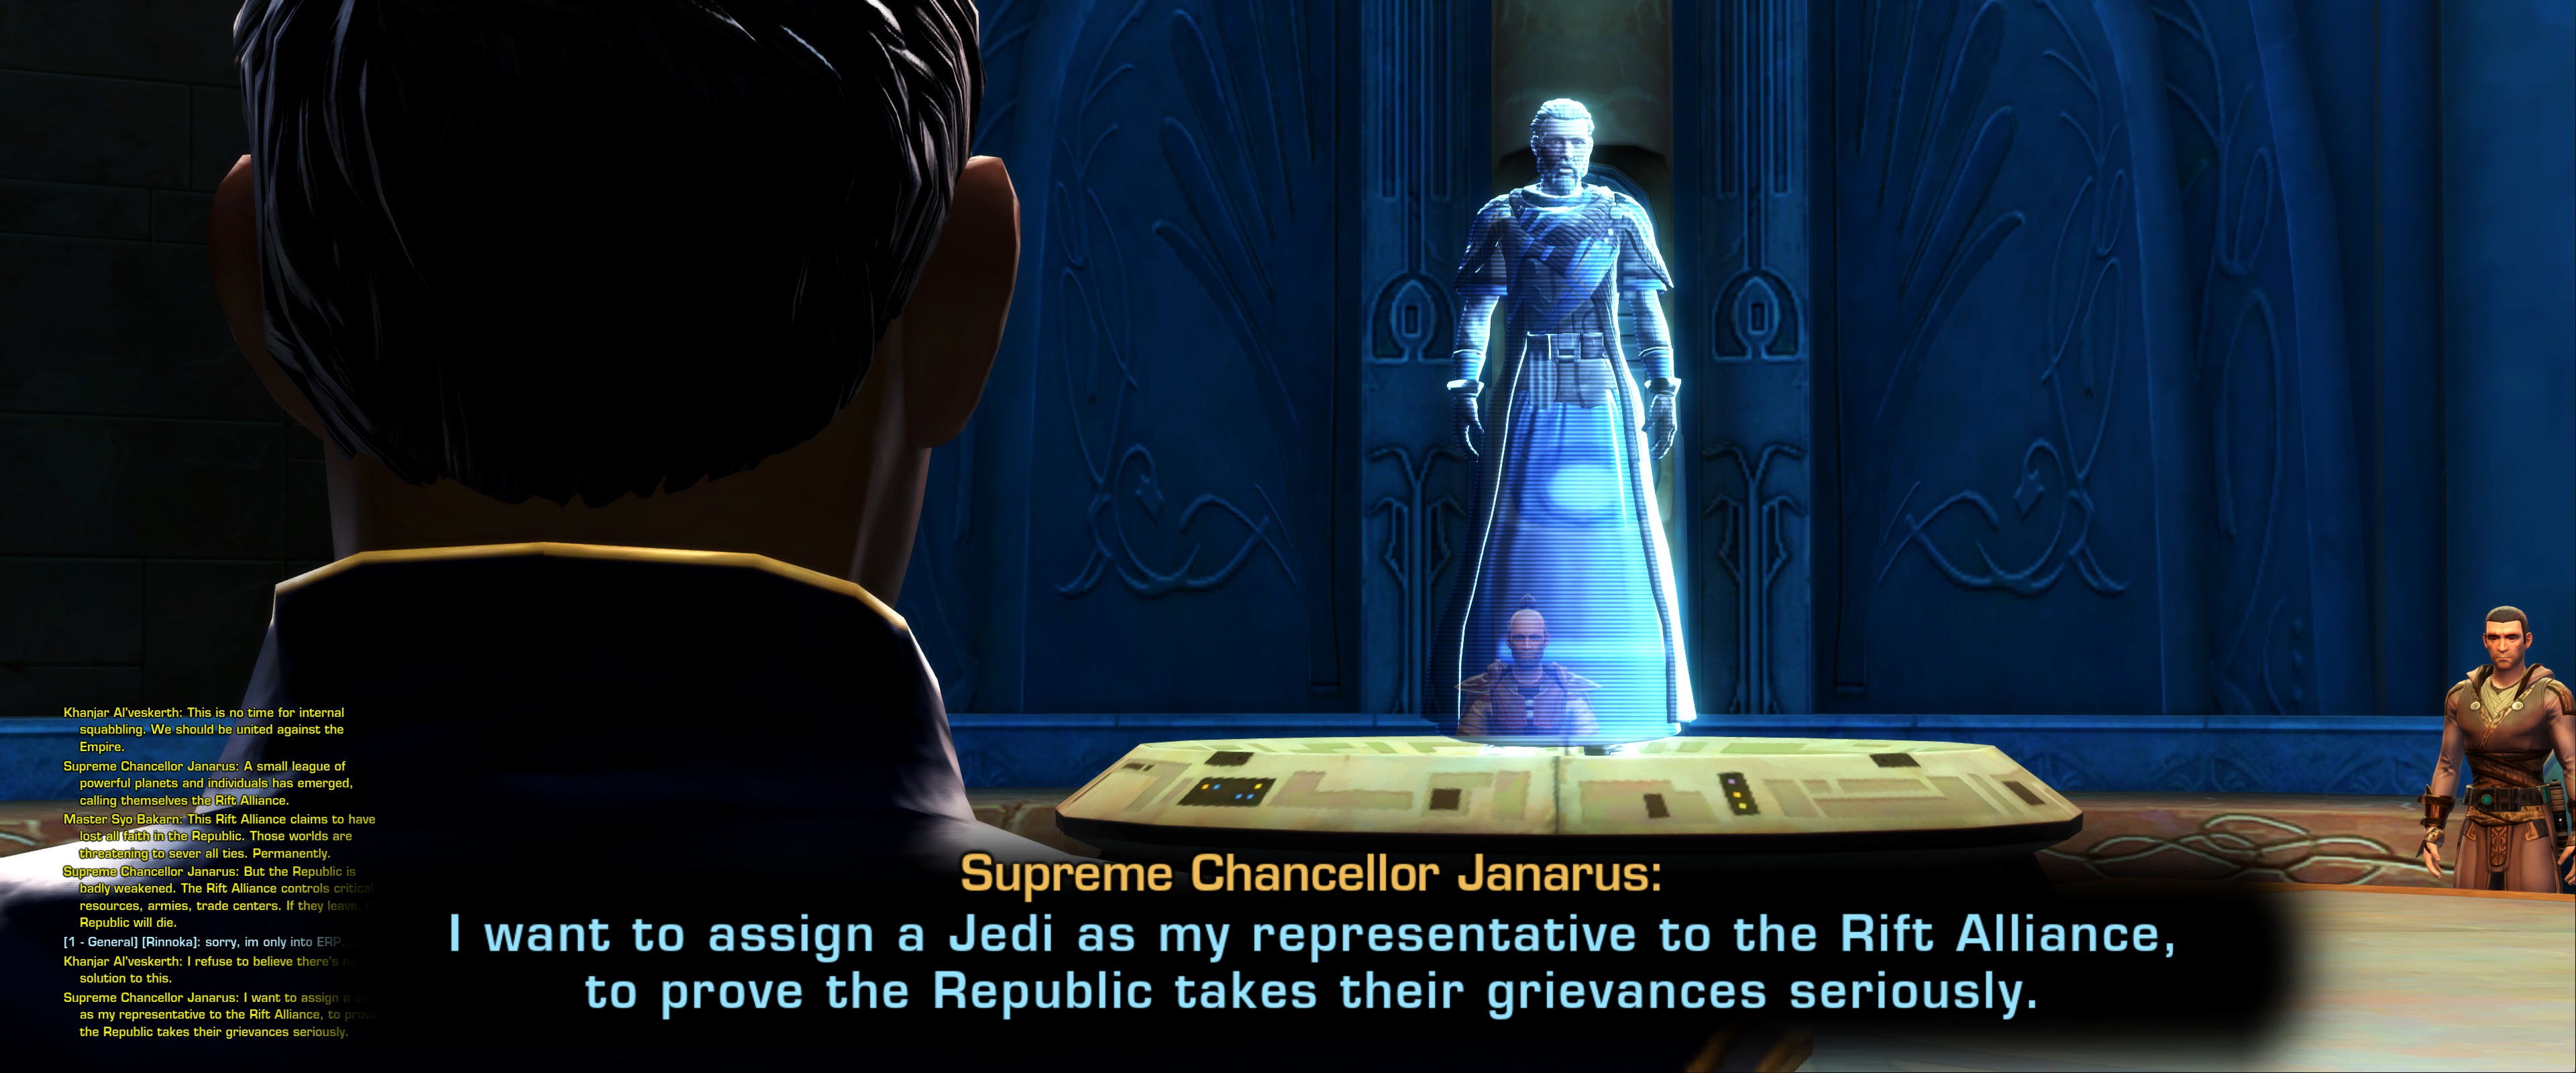 Khanjar Al'veskerth: This is no time for internal
squabbling. We should be united against the
Empire.
Supreme Chancellor Janarus: A small league of
powerful planets and individuals has emerged,
calling themselves the Rift Alliance.
Master Syo Bakarn: This Rift Alliance claims to have
lost all faith in the Republic. Those worlds are
threatening to sever all ties. Permanently.
Supreme Chancellor Janarus: But the Republic is
badly weakened. The Rift Alliance controls critical
resources, armies, trade centers. If they leave,
Republic will die.
[1 - General] [Rinnoka]: sorry, im only into ERP....
Khanjar Al'veskerth: I refuse to believe there's no
solution to this.
Supreme Chancellor Janarus: I want to assign a Jedi
as my representative to the Rift Alliance, to prove
the Republic takes their grievances seriously.
Supreme Chancellor Janarus:
I want to assign a Jedi as my representative to the Rift Alliance,
to prove the Republic takes their grievances seriously.